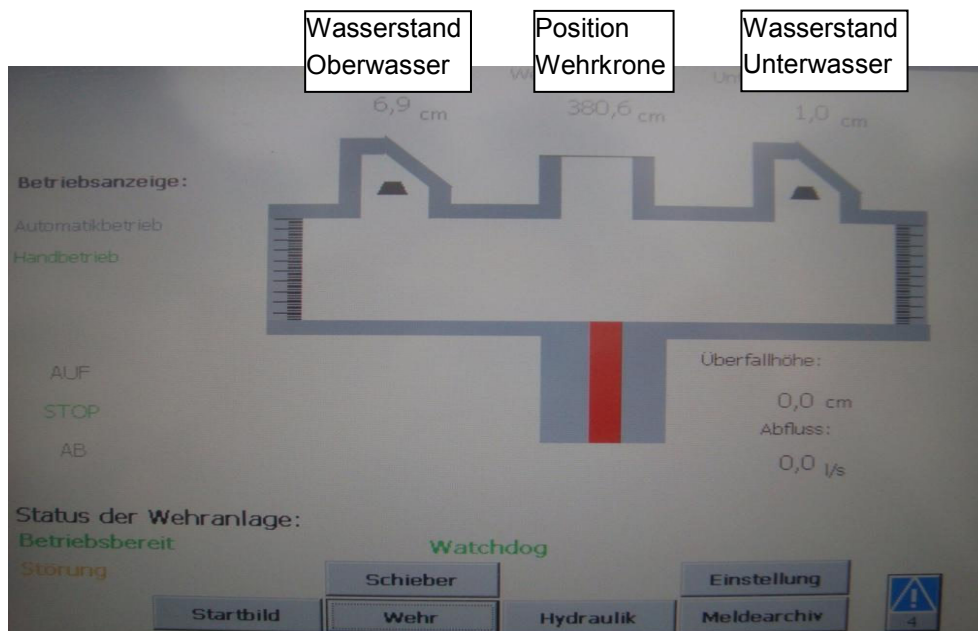 Wasserstand
Oberwasser
Position
Wehrkrone
Wasserstand
Unterwasser
6,9 cm
380,6 cm
1,0 cm
Betriebsanzeige:
Automatikbetrieb
Handbetrieb
AUF
STOP
AB
Überfallhöhe:
0,0 cm
Abfluss:
0,0 l/s
Status der Wehranlage:
Betriebsbereit
Watchdog
Störung
Schieber
Einstellung
Startbild
Wehr
Hydraulik
Meldearchiv
4